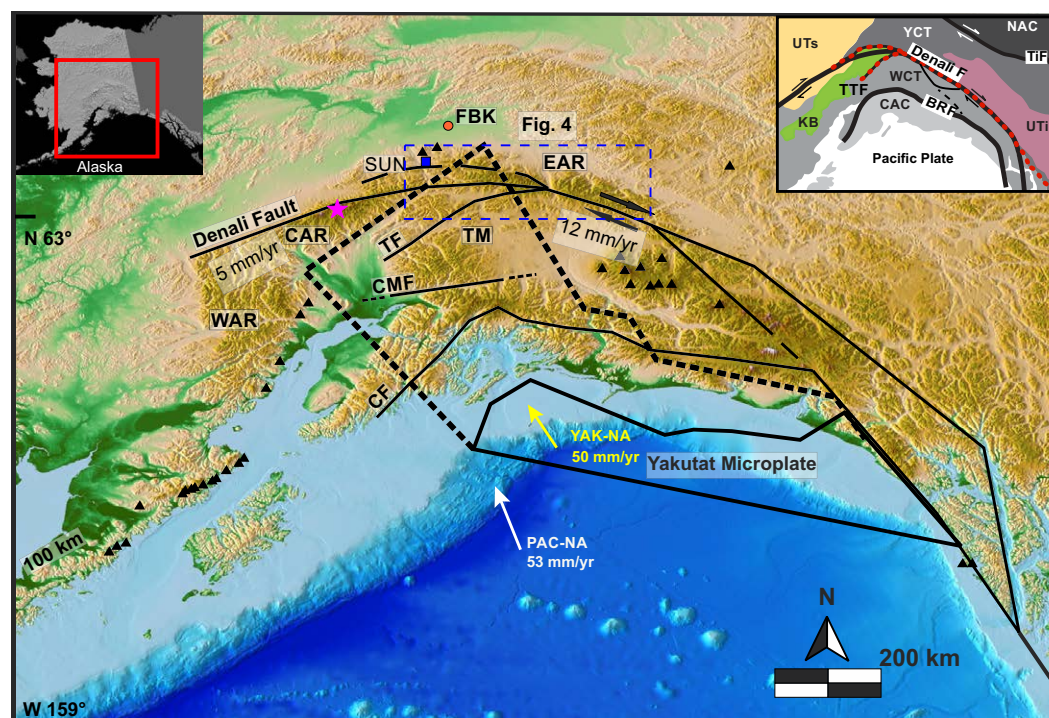 Alaska
NAC
YCT
UTs
TiF
Denali F
WCT
TTF
CAC
BRF
KB
UTi
Pacific Plate
FBK
Fig. 4
SUN
EAR
N 63°
Denali Fault
CAR
TF
TM
12 mm/yr
5 mm/yr
CMF
WAR
CF
YAK-NA
50 mm/yr
Yakutat Microplate
PAC-NA
53 mm/yr
100 km
N
200 km
W 159°